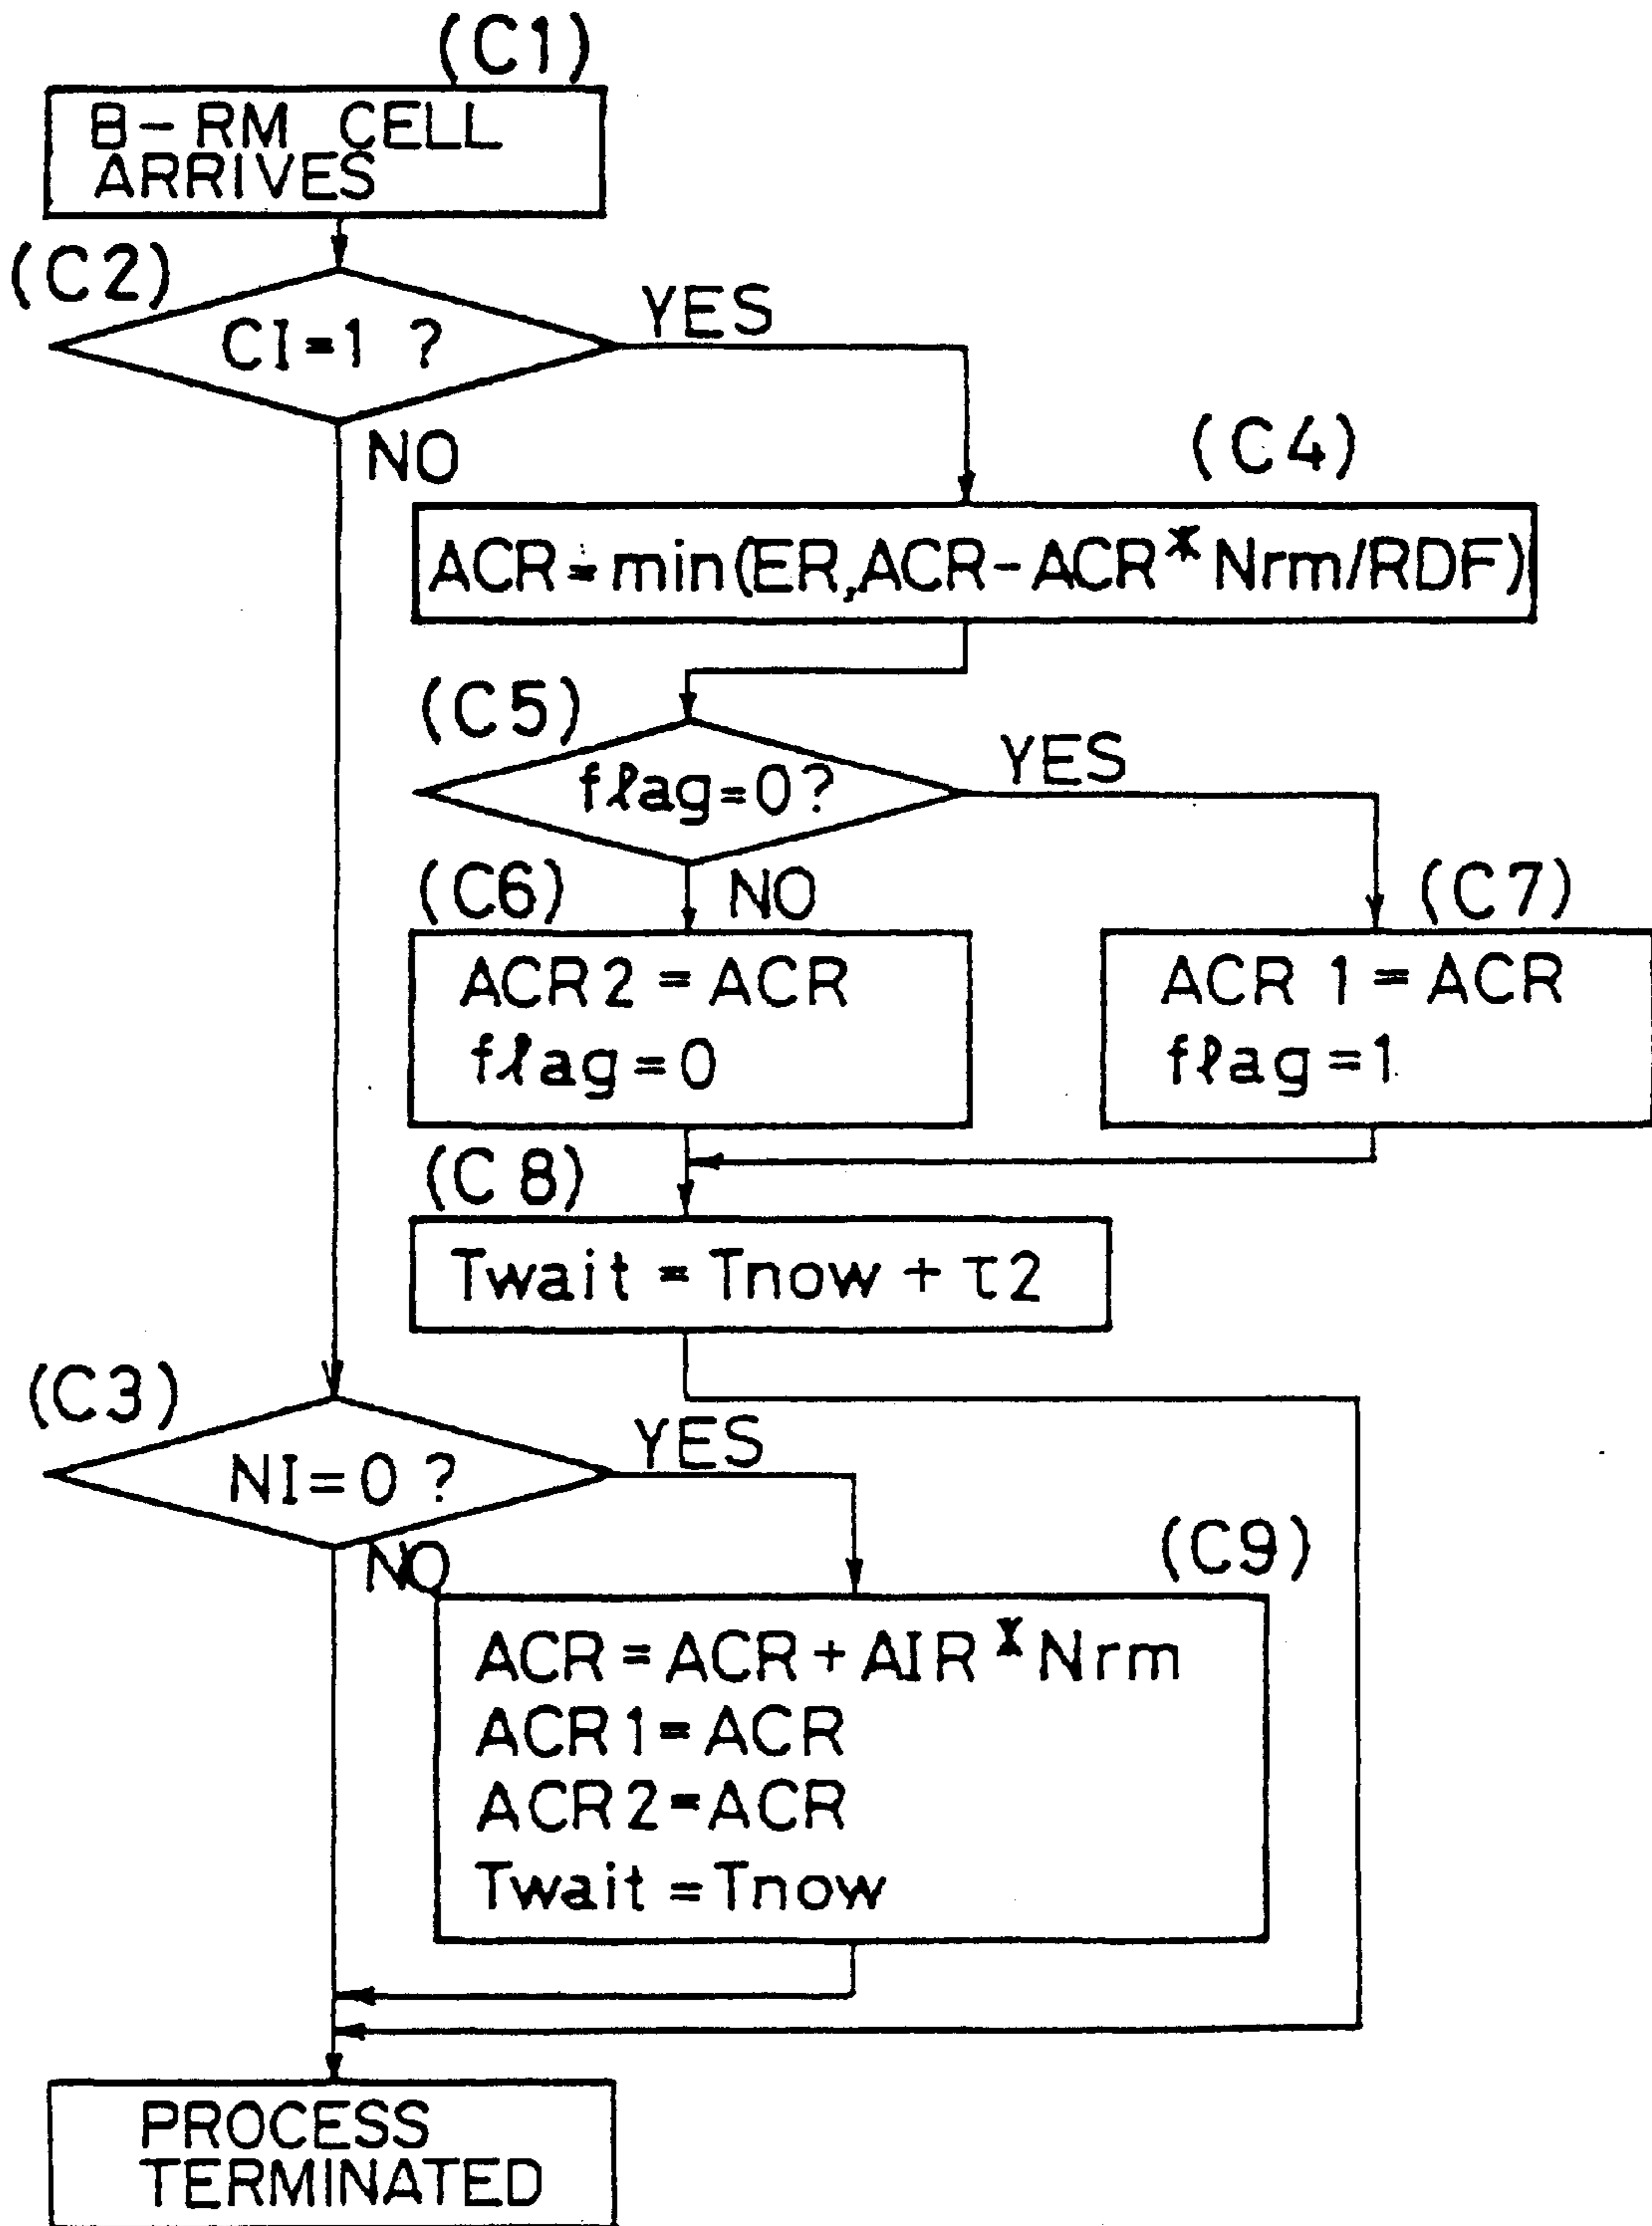 (C1)
B-RM CELL
ARRIVES
(C2)
CI=1 ?
YES
NO
(C4)
ACR=min(ER,ACR-ACR*Nrm/RDF)
(C5)
flag=0?
YES
(C6)
NO
(C7)
ACR2=ACR
flag=0
ACR1=ACR
flag=1
(C8)
Twait=Tnow+τ2
(C3)
NI=0?
YES
NO
(C9)
ACR=ACR+AIR*Nrm
ACR1=ACR
ACR2=ACR
Twait=Tnow
PROCESS
TERMINATED